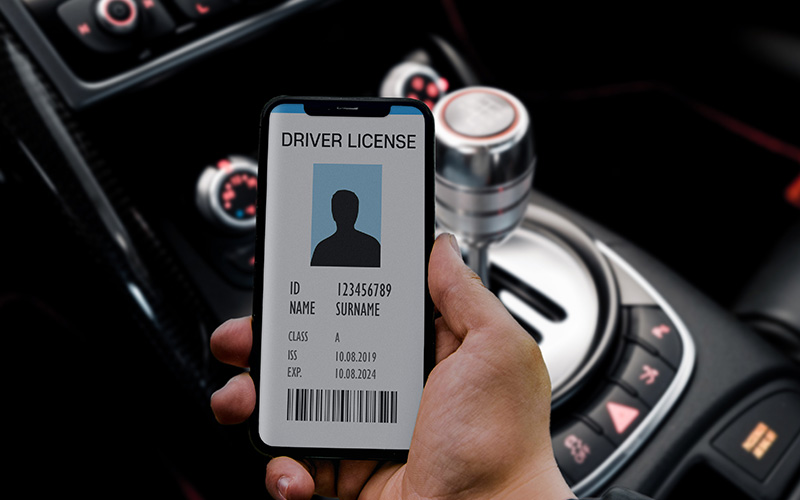 DRIVER LICENSE
ID 123456789
NAME SURNAME
CLASS A
ISS 10.08.2019
EXP. 10.08.2024